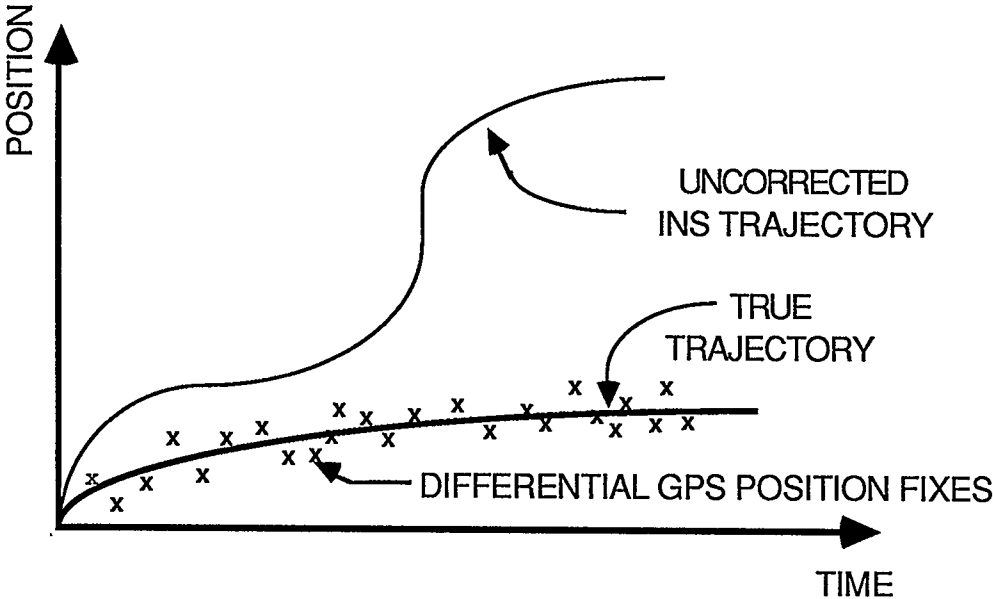 POSITION
UNCORRECTED
INS TRAJECTORY
TRUE
TRAJECTORY
DIFFERENTIAL GPS POSITION FIXES
TIME